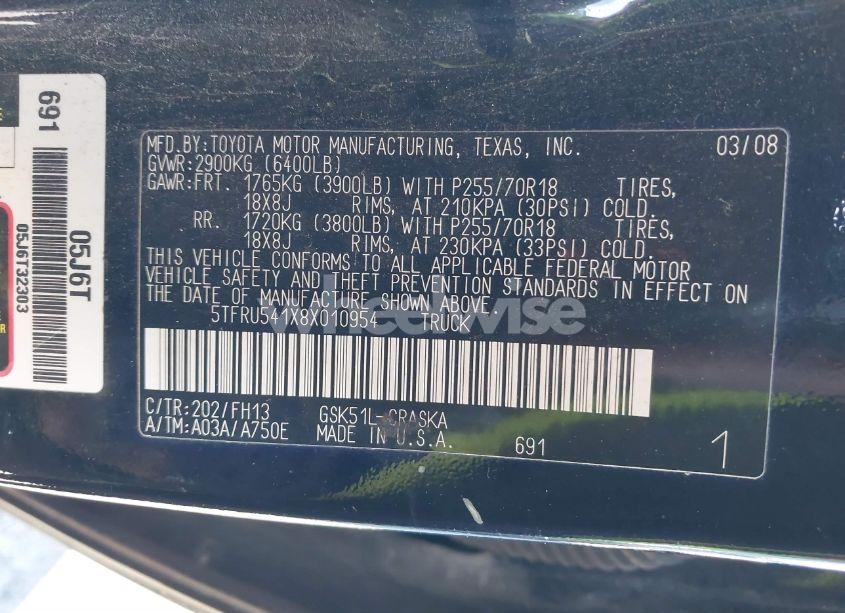 691
05J6T
05J6T32303
MFD.BY:TOYOTA MOTOR MANUFACTURING, TEXAS, INC. 03/08
GVWR:2900KG (6400LB)
GAWR:FRT. 1765KG (3900LB) WITH P255/70R18 TIRES,
18X8J RIMS, AT 210KPA (30PSI) COLD.
RR. 1720KG (3800LB) WITH P255/70R18 TIRES,
18X8J RIMS, AT 230KPA (33PSI) COLD.
THIS VEHICLE CONFORMS TO ALL APPLICABLE FEDERAL MOTOR
VEHICLE SAFETY AND THEFT PREVENTION STANDARDS IN EFFECT ON
THE DATE OF MANUFACTURE SHOWN ABOVE.
5TFRU541X8X010954 TRUCK
wheelwise
C/TR:202/FH13 GSK51L-CRASKA
A/TM:A03A/A750E MADE IN U.S.A. 691 1